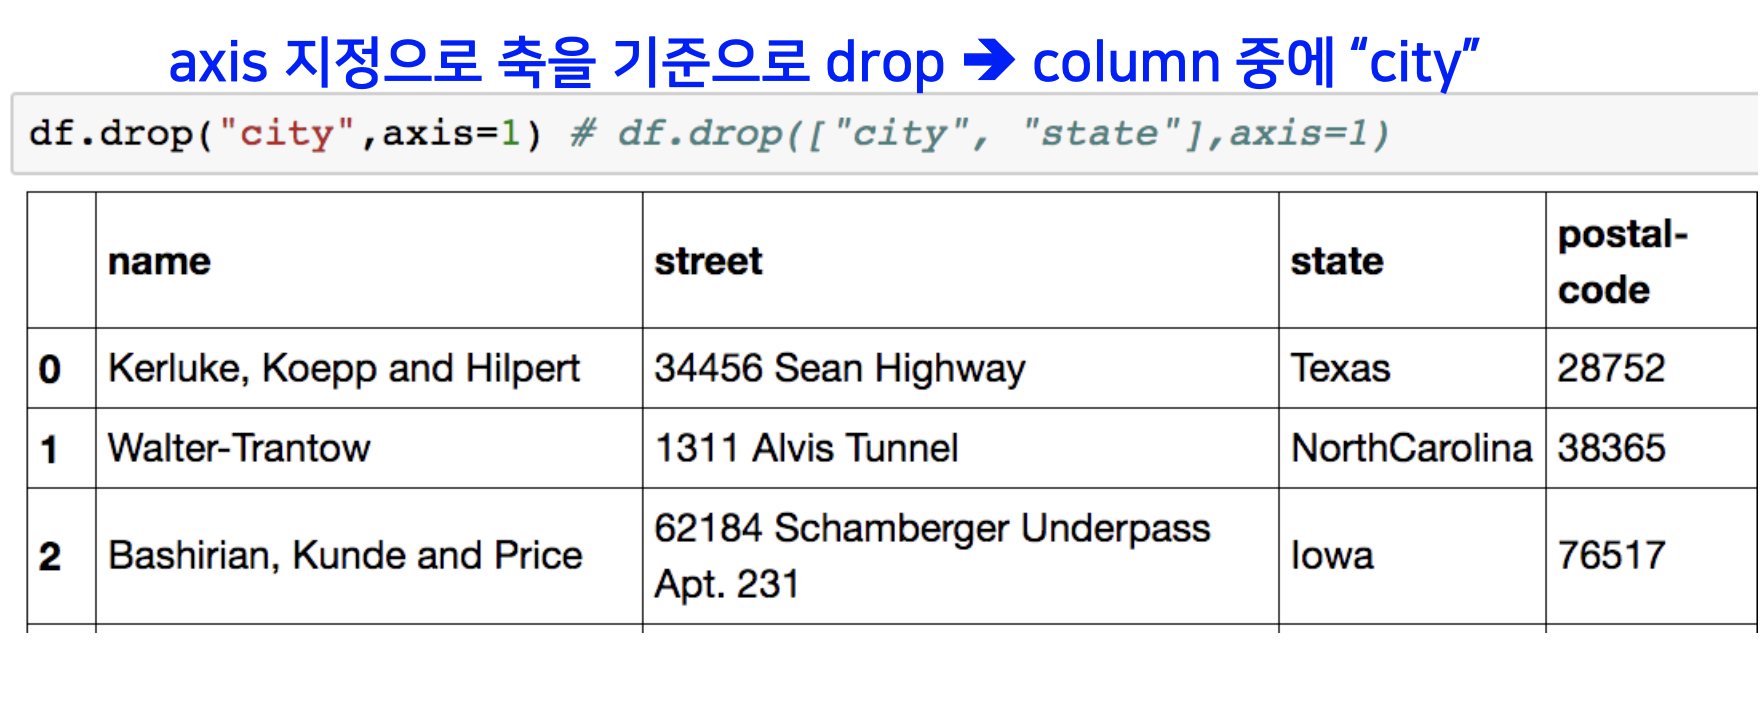 axis 지정으로 축을 기준으로 drop → column 중에 “city”
df.drop("city",axis=1) # df.drop(["city", "state"],axis=1)
name street state postal-code
0 Kerluke, Koepp and Hilpert 34456 Sean Highway Texas 28752
1 Walter-Trantow 1311 Alvis Tunnel NorthCarolina 38365
2 Bashirian, Kunde and Price 62184 Schamberger Underpass Apt. 231 Iowa 76517